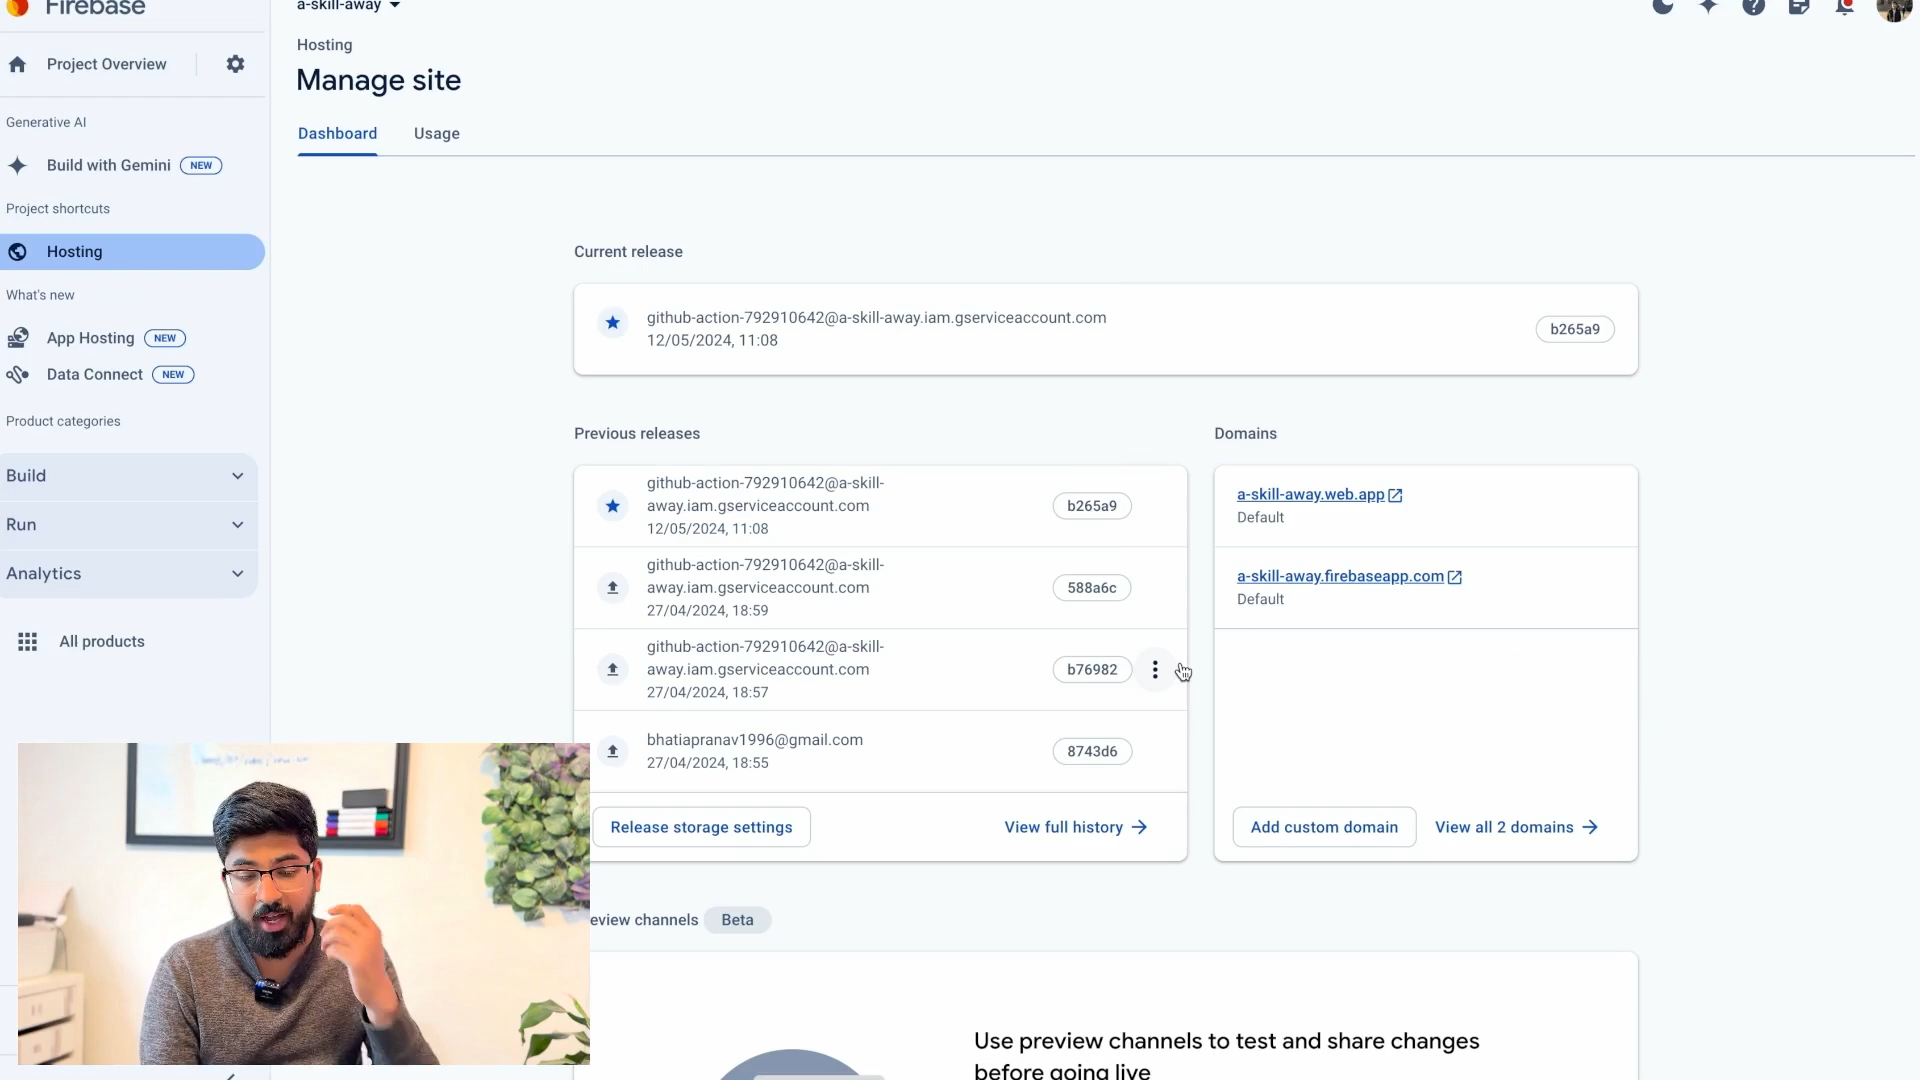 Firebase
a-skill-away
Project Overview
Generative AI
Build with Gemini NEW
Project shortcuts
Hosting
What's new
App Hosting NEW
Data Connect NEW
Product categories
Build
Run
Analytics
All products
Hosting
Manage site
Dashboard Usage
Current release
github-action-792910642@a-skill-away.iam.gserviceaccount.com
12/05/2024, 11:08
b265a9
Previous releases
github-action-792910642@a-skill-
away.iam.gserviceaccount.com
12/05/2024, 11:08
b265a9
github-action-792910642@a-skill-
away.iam.gserviceaccount.com
27/04/2024, 18:59
588a6c
github-action-792910642@a-skill-
away.iam.gserviceaccount.com
27/04/2024, 18:57
b76982
bhatiapranav1996@gmail.com
27/04/2024, 18:55
8743d6
Release storage settings View full history
Domains
a-skill-away.web.app
Default
a-skill-away.firebaseapp.com
Default
Add custom domain View all 2 domains
eview channels Beta
Use preview channels to test and share changes
before going live